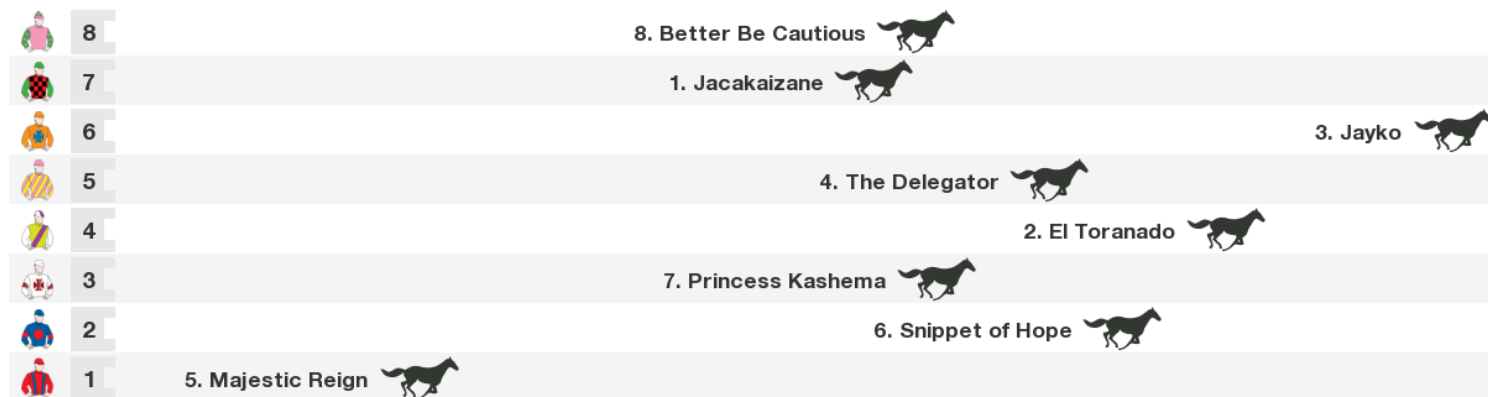 8 8. Better Be Cautious
7 1. Jacakaizane
6 3. Jayko
5 4. The Delegator
4 2. El Toranado
3 7. Princess Kashema
2 6. Snippet of Hope
1 5. Majestic Reign